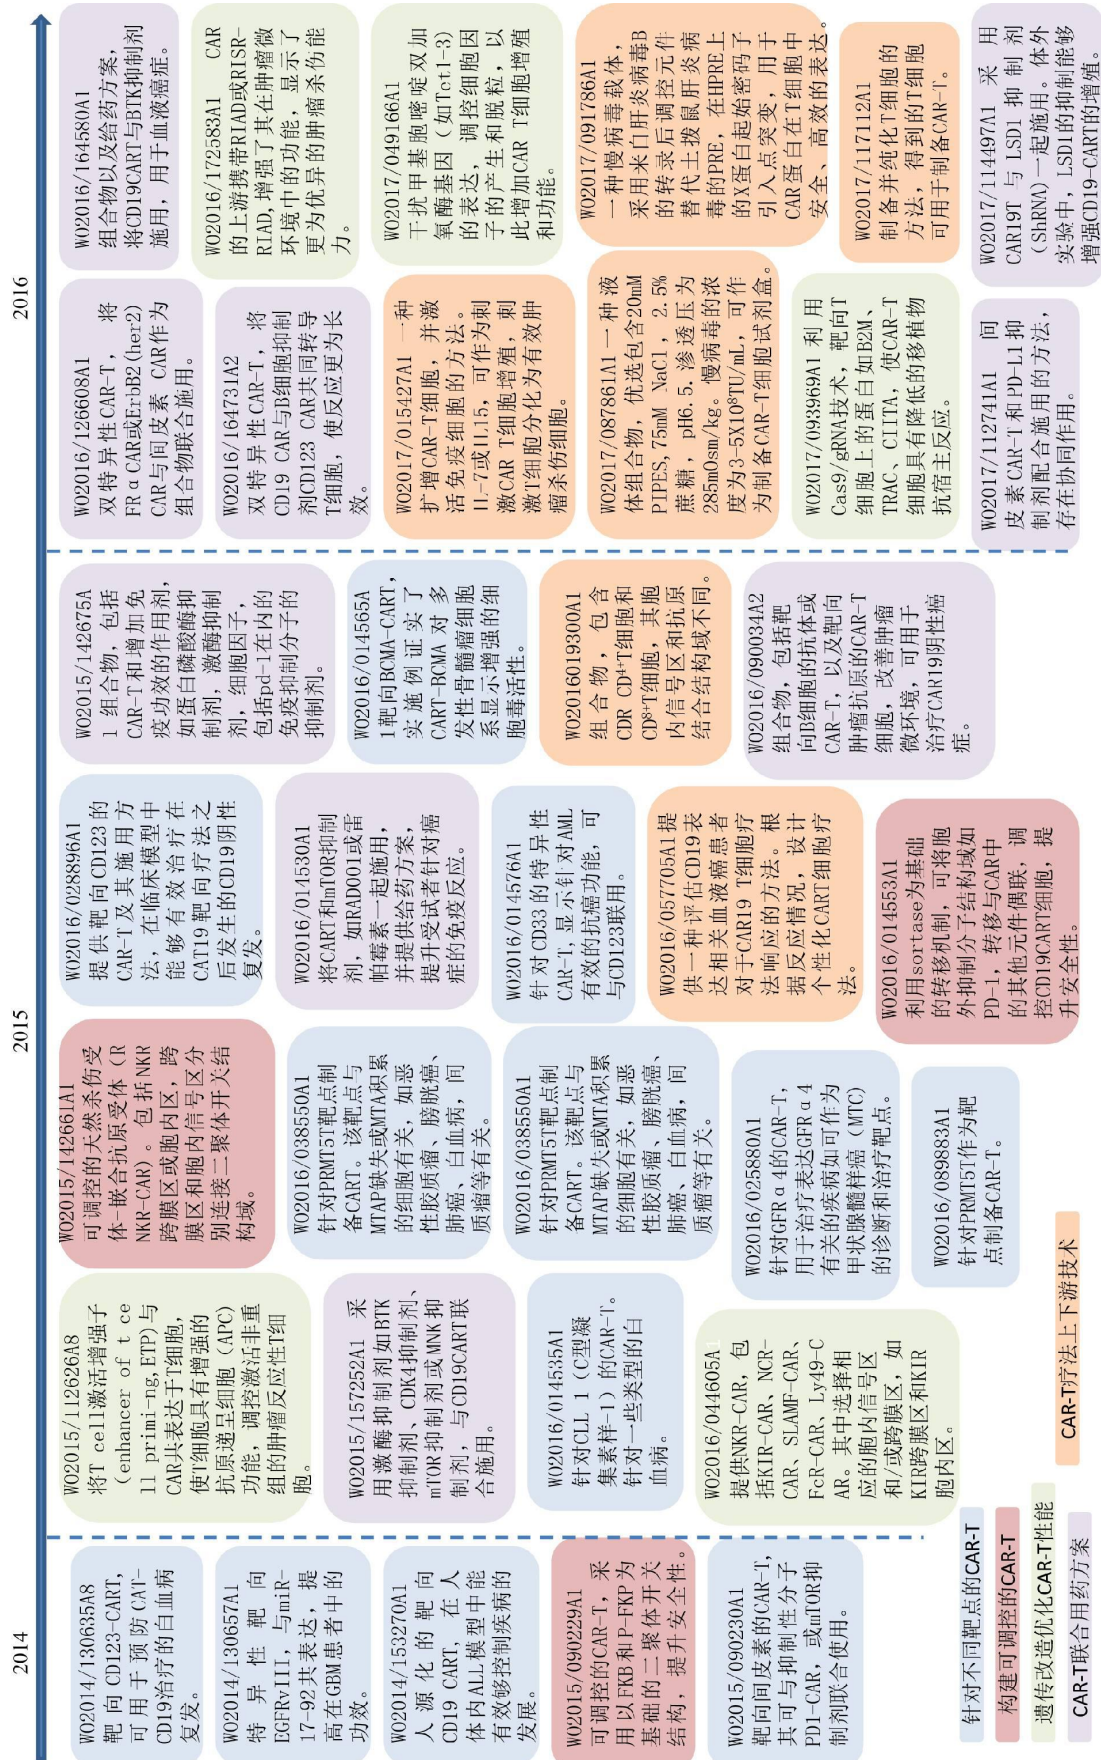 2014
2015
2016
WO2014/130635A8
靶向CD123-CART,
可用于预防CAT-
CD19治疗的白血病
复发。
WO2014/130657A1
特异性靶向
EGFRvIII, 与miR-
17-92共表达, 提
高在GBM患者中的
功效。
WO2014/153270A1
人源化的靶向
CD19 CART, 在人
体内ALL模型中能
有效够控制疾病的
发展。
WO2015/090229A1
可调控的CAR-T, 采
用以FKB和P-FKP为
基础的二聚体开关
结构, 提升安全性。
WO2015/090230A1
靶向间皮素的CAR-T,
其可与抑制性分子
PD1-CAR, 或mTOR抑
制剂联合使用。
WO2015/112626A8
将T cell激活增强子
(enhancer of t ce
ll primi-ng,ETP)与
CAR共表达于T细胞,
使T细胞具有增强的
抗原递呈细胞 (APC)
功能, 调控激活非重
组的肿瘤反应性T细
胞。
WO2015/157252A1 采
用激酶抑制剂如BTK
抑制剂、CDK4抑制剂、
mTOR抑制剂或MNK抑
制剂, 与CD19CART联
合施用。
WO2016/014535A1
针对CLL 1 (C型凝
集素样-1) 的CAR-T。
针对一些类型的白
血病。
WO2016/044605A1
提供NKR-CAR, 包
括KIR-CAR、NCR-
CAR、SLAMF-CAR、
FcR-CAR、Ly49-C
AR。其中选择相
应的胞内信号区
和/或跨膜区, 如
KIR跨膜区和KIR
胞内区。
WO2015/142661A1
可调控的天然杀伤受
体-嵌合抗原受体 (R
NKR-CAR) 。包括NKR
跨膜区或胞内区, 跨
膜区和胞内信号区分
别连接二聚体开关结
构域。
WO2016/038550A1
针对PRMT5T靶点制
备CART。该靶点与
MTAP缺失或MTA积累
的细胞有关, 如恶
性胶质瘤、膀胱癌、
肺癌、白血病, 间
质瘤等有关。
WO2016/038550A1
针对PRMT5T靶点制
备CART。该靶点与
MTAP缺失或MTA积累
的细胞有关, 如恶
性胶质瘤、膀胱癌、
肺癌、白血病, 间
质瘤等有关。
WO2016/025880A1
针对GFRα4的CAR-T,
用于治疗表达GFRα4
有关的疾病如可作为
甲状腺髓样癌 (MTC)
的诊断和治疗靶点。
WO2016/089883A1
针对PRMT5T作为靶
点制备CAR-T。
WO2016/028896A1
提供靶向CD123的
CAR-T及其施用方
法, 在临床模型中
能够有效治疗在
CAT19靶向疗法之
后发生的CD19阴性
复发。
WO2016/014530A1
将CART和mTOR抑制
剂, 如RAD001或雷
帕霉素一起施用,
并提供给药方案,
提升受试者针对癌
症的免疫反应。
WO2016/014576A1
针对CD33的特异性
CAR-T, 显示针对AML
有效的抗癌功能, 可
与CD123联用。
WO2016/057705A1提
供一种评估CD19表
达相关血液癌患者
对于CAR19 T细胞疗
法响应的方法。根
据反应情况, 设计
个性化CART细胞疗
法。
WO2016/014553A1
利用sortase为基础
的转移机制, 可将胞
外抑制分子结构域如
PD-1, 转移与CAR中
的其他元件偶联, 调
控CD19CART细胞, 提
升安全性。
WO2015/142675A
1 组合物, 包括
CAR-T和增加免
疫功效的作用剂,
如蛋白磷酸酶抑
制剂, 激酶抑制
剂, 细胞因子,
包括pd-1在内的
免疫抑制分子的
抑制剂。
WO2016/014565A
1靶向BCMA-CART,
实施例证实了
CART-BCMA对多
发性骨髓瘤细胞
系显示增强的细
胞毒活性。
WO2016019300A1
组合物, 包含
CDR CD⁴⁺T细胞和
CD⁸⁺T细胞, 其胞
内信号区和抗原
结合结构域不同。
WO2016/090034A2
组合物, 包括靶
向B细胞的抗体或
CAR-T, 以及靶向
肿瘤抗原的CAR-T
细胞, 改善肿瘤
微环境, 可用于
治疗CAR19阴性癌
症。
WO2016/126608A1
双特异性CAR-T, 将
FRα CAR或ErbB2(her2)
CAR与间皮素 CAR作为
组合物联合施用。
WO2016/164731A2
双特异性CAR-T, 将
CD19 CAR与B细胞抑制
剂CD123 CAR共同转导
T细胞, 使反应更为长
效。
WO2017/015427A1 一种
扩增CAR-T细胞, 并激
活免疫细胞的方法。
IL-7或IL15, 可作为刺
激CAR T细胞增殖, 刺
激T细胞分化为有效肿
瘤杀伤细胞。
WO2017/087861A1一种液
体组合物, 优选包含20mM
PIPES,75mM NaCl, 2.5%
蔗糖, pH6.5, 渗透压为
285mOsm/kg。慢病毒的浓
度为3-5X10⁸TU/mL, 可作
为制备CAR-T细胞试剂盒。
WO2017/093969A1 利用
Cas9/gRNA技术, 靶向T
细胞上的蛋白如B2M、
TRAC、CIITA, 使CAR-T
细胞具有降低的移植物
抗宿主反应。
WO2017/112741A1 间
皮素CAR-T和PD-L1抑
制剂配合施用的方法,
存在协同作用。
WO2016/164580A1
组合物以及给药方案,
将CD19CART与BTK抑制剂
施用, 用于血液癌症。
WO2016/172583A1 CAR
的上游携带RIAD或RISR-
RIAD,增强了其在肿瘤微
环境中的功能, 显示了
更为优异的肿瘤杀伤能
力。
WO2017/049166A1
干扰甲基胞嘧啶双加
氧酶基因 (如Tet1-3)
的表达, 调控细胞因
子的产生和脱粒, 以
此增加CAR T细胞增殖
和功能。
WO2017/091786A1
一种慢病毒载体,
采用来自肝炎病毒B
的转录后调控元件
替代土拨鼠肝炎病
毒的PRE, 在HPRE上
的X蛋白起始密码子
引入点突变, 用于
CAR蛋白在T细胞中
安全、高效的表达。
WO2017/117112A1
制备并纯化T细胞的
方法, 得到的T细胞
可用于制备CAR-T。
WO2017/114497A1 采用
CAR19T与LSD1抑制剂
(ShRNA)一起施用。体外
实验中, LSD1的抑制能够
增强CD19-CART的增殖。
针对不同靶点的CAR-T
构建可调控的CAR-T
遗传改造优化CAR-T性能
CAR-T联合用药方案
CAR-T疗法上下游技术